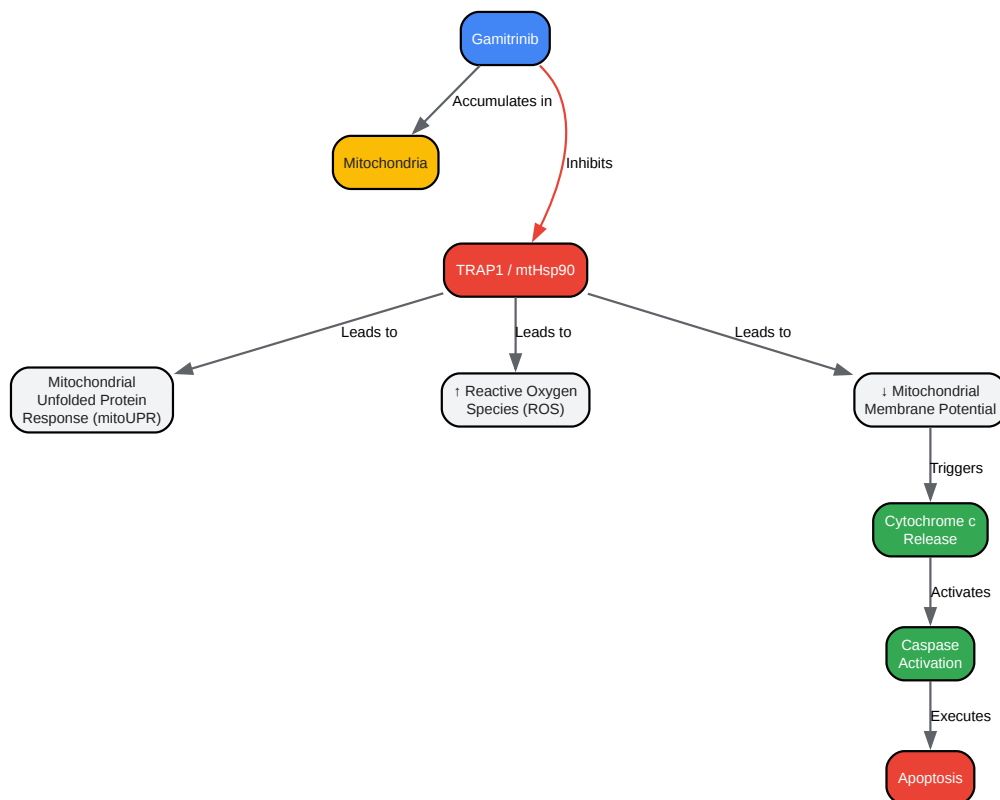 Gamitrinib
Accumulates in
Mitochondria
Inhibits
TRAP1 / mtHsp90
Leads to
Leads to
Leads to
Mitochondrial
Unfolded Protein
Response (mitoUPR)
↑ Reactive Oxygen
Species (ROS)
↓ Mitochondrial
Membrane Potential
Triggers
Cytochrome c
Release
Activates
Caspase
Activation
Executes
Apoptosis